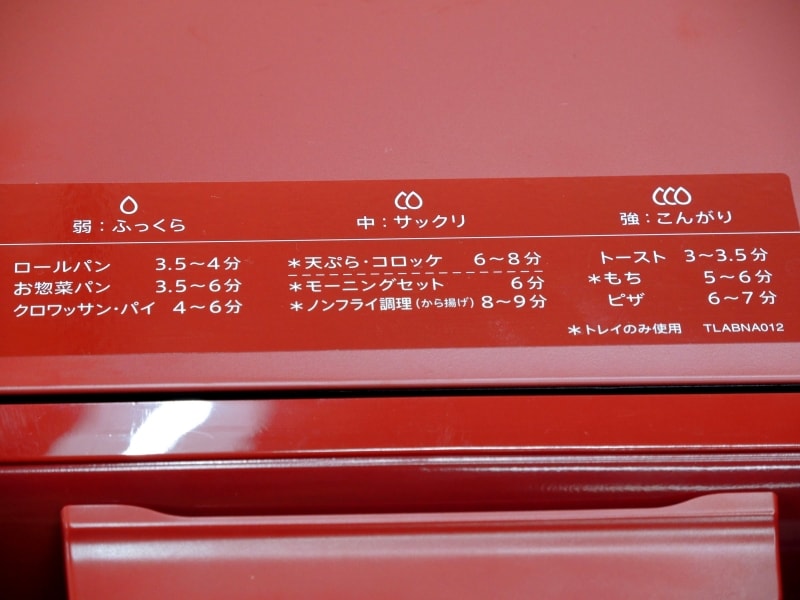 弱：ふっくら
ロールパン 3.5～4分
お惣菜パン 3.5～6分
クロワッサン・パイ 4～6分
中：サックリ
＊天ぷら・コロッケ 6～8分
＊モーニングセット 6分
＊ノンフライ調理（から揚げ） 8～9分
強：こんがり
トースト 3～3.5分
＊もち 5～6分
ピザ 6～7分
＊トレイのみ使用 TLABNA012